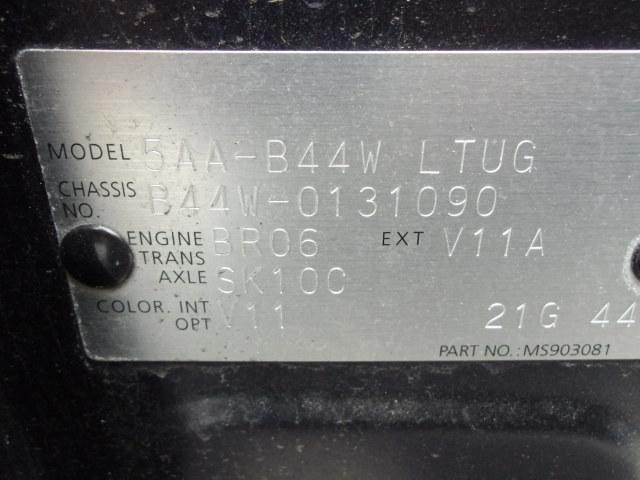 MODEL 5AA-B44W LTUG
CHASSIS NO. B44W-0131090
ENGINE BR06 EXT V11A
TRANS AXLE SK10C
COLOR. INT OPT V11 21G 44
PART NO.: MS903081